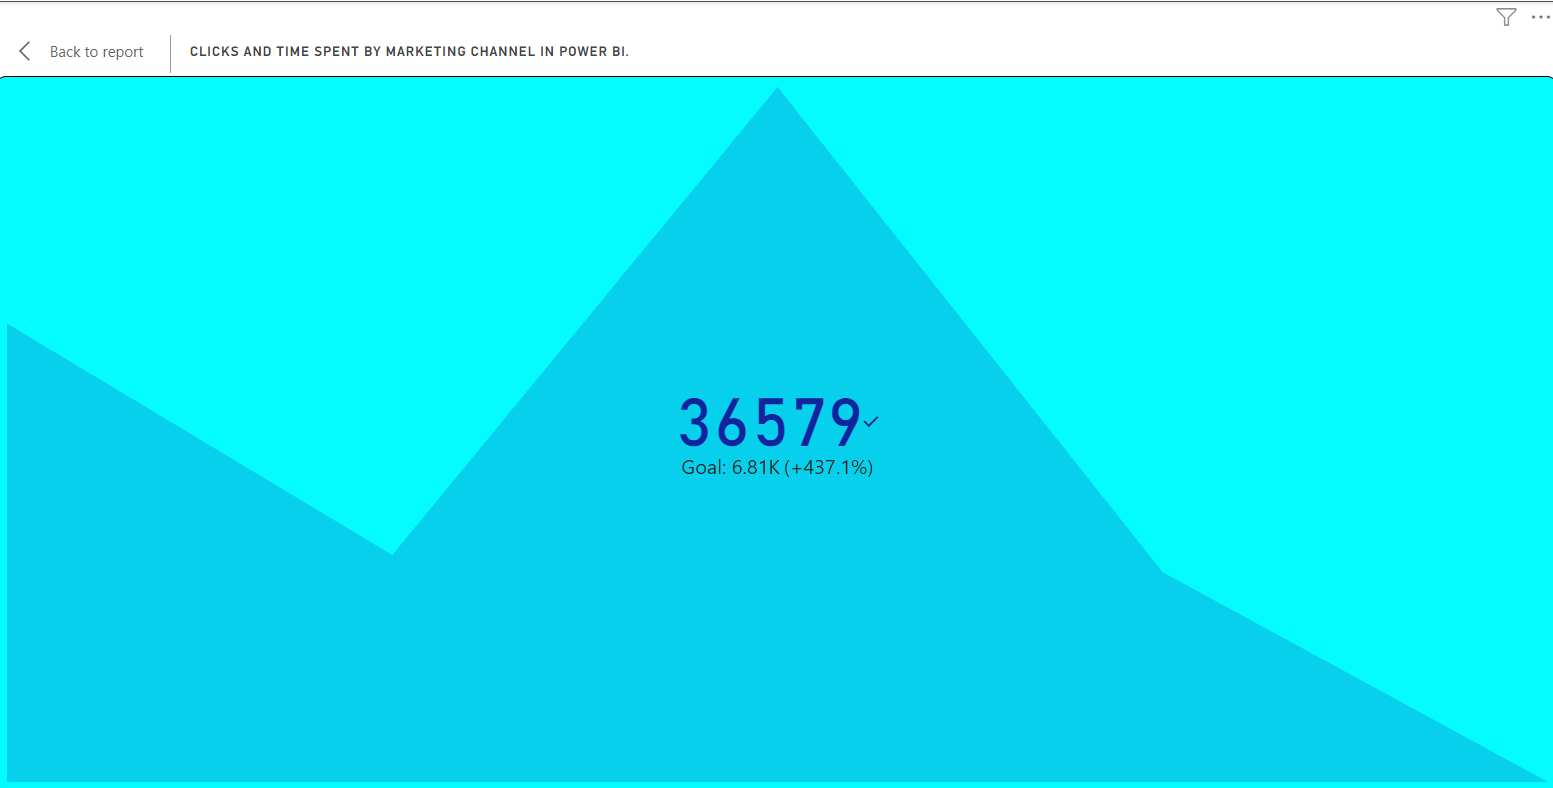 Back to report
CLICKS AND TIME SPENT BY MARKETING CHANNEL IN POWER BI.
36579
Goal: 6.81K (+437.1%)